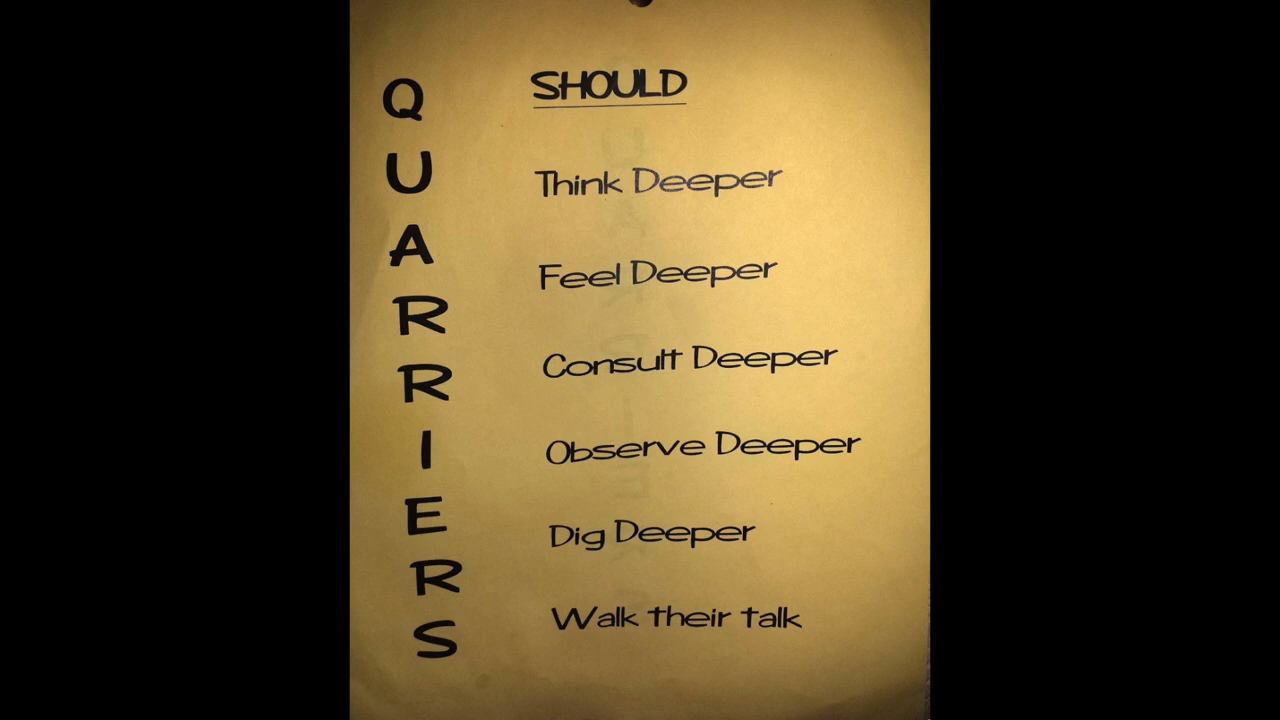 QUARRIERS
SHOULD
Think Deeper
Feel Deeper
Consult Deeper
Observe Deeper
Dig Deeper
Walk their talk